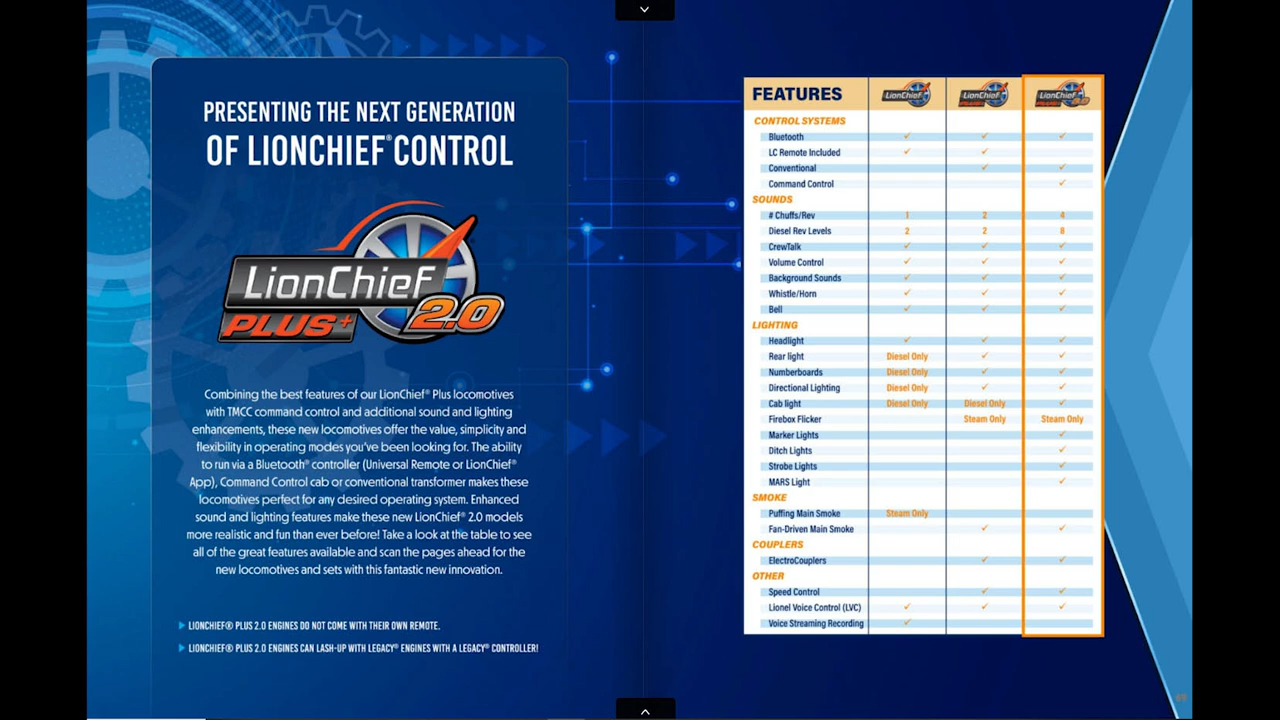 PRESENTING THE NEXT GENERATION
OF LIONCHIEF® CONTROL
LionChief
PLUS+ 2.0
Combining the best features of our LionChief® Plus locomotives
with TMCC command control and additional sound and lighting
enhancements, these new locomotives offer the value, simplicity and
flexibility in operating modes you've been looking for. The ability
to run via a Bluetooth® controller (Universal Remote or LionChief®
App), Command Control cab or conventional transformer makes these
locomotives perfect for any desired operating system. Enhanced
sound and lighting features make these new LionChief® 2.0 models
more realistic and fun than ever before! Take a look at the table to see
all of the great features available and scan the pages ahead for the
new locomotives and sets with this fantastic new innovation.
LIONCHIEF® PLUS 2.0 ENGINES DO NOT COME WITH THEIR OWN REMOTE.
LIONCHIEF® PLUS 2.0 ENGINES CAN LASH-UP WITH LEGACY® ENGINES WITH A LEGACY® CONTROLLER!
FEATURES LionChief LionChief PLUS+ LionChief PLUS+ 2.0
CONTROL SYSTEMS
Bluetooth ✓ ✓ ✓
LC Remote Included ✓ ✓
Conventional ✓ ✓
Command Control ✓
SOUNDS
# Chuffs/Rev 1 2 4
Diesel Rev Levels 2 2 8
CrewTalk ✓ ✓ ✓
Volume Control ✓ ✓ ✓
Background Sounds ✓ ✓ ✓
Whistle/Horn ✓ ✓ ✓
Bell ✓ ✓ ✓
LIGHTING
Headlight ✓ ✓ ✓
Rear light Diesel Only ✓ ✓
Numberboards Diesel Only ✓ ✓
Directional Lighting Diesel Only ✓ ✓
Cab light Diesel Only Diesel Only ✓
Firebox Flicker Steam Only Steam Only
Marker Lights ✓
Ditch Lights ✓
Strobe Lights ✓
MARS Light ✓
SMOKE
Puffing Main Smoke Steam Only
Fan-Driven Main Smoke ✓ ✓
COUPLERS
ElectroCouplers ✓ ✓
OTHER
Speed Control ✓ ✓
Lionel Voice Control (LVC) ✓ ✓ ✓
Voice Streaming Recording ✓